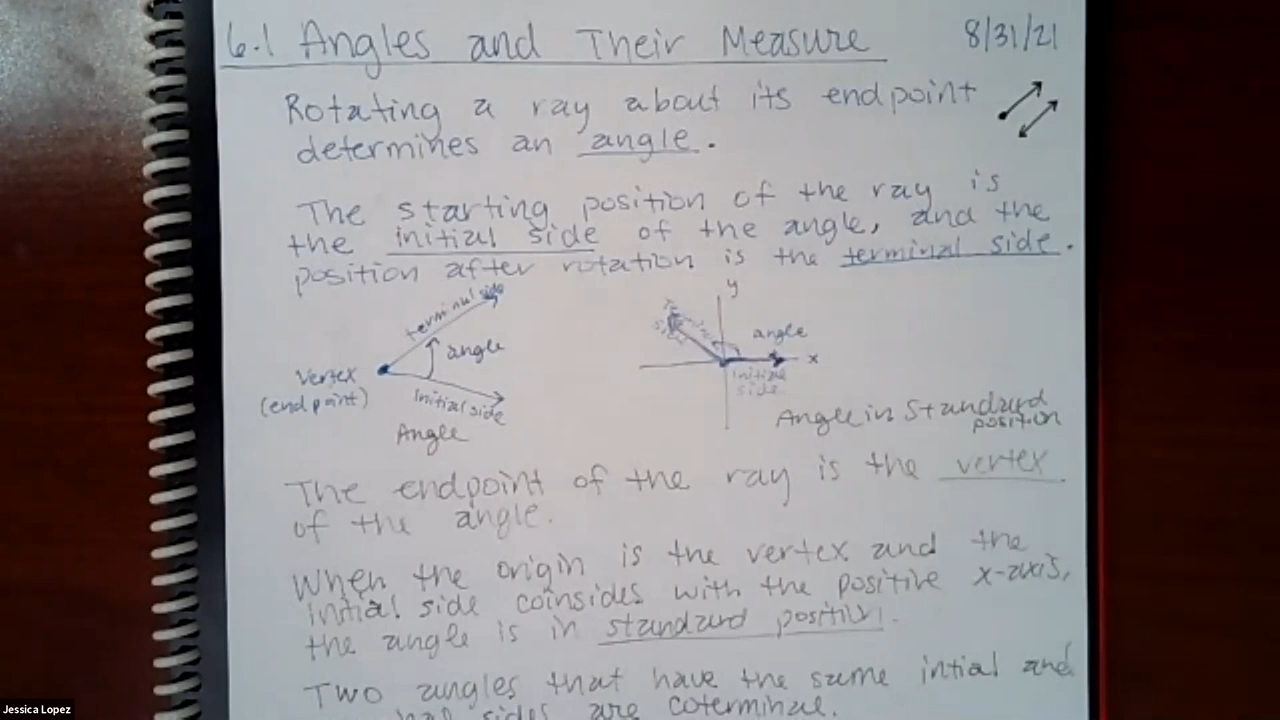 6.1 Angles and Their Measure 8/31/21
Rotating a ray about its endpoint
determines an angle.
The starting position of the ray is
the initial side of the angle, and the
position after rotation is the terminal side.
terminal side
angle
Vertex
(endpoint)
Initial side
Angle
y
angle
x
Initial
side
Angle in Standard
position
The endpoint of the ray is the vertex
of the angle.
When the origin is the vertex and the
initial side coinsides with the positive x-axis,
the angle is in standard position.
Two angles that have the same intial and
sides are coterminal.
Jessica Lopez